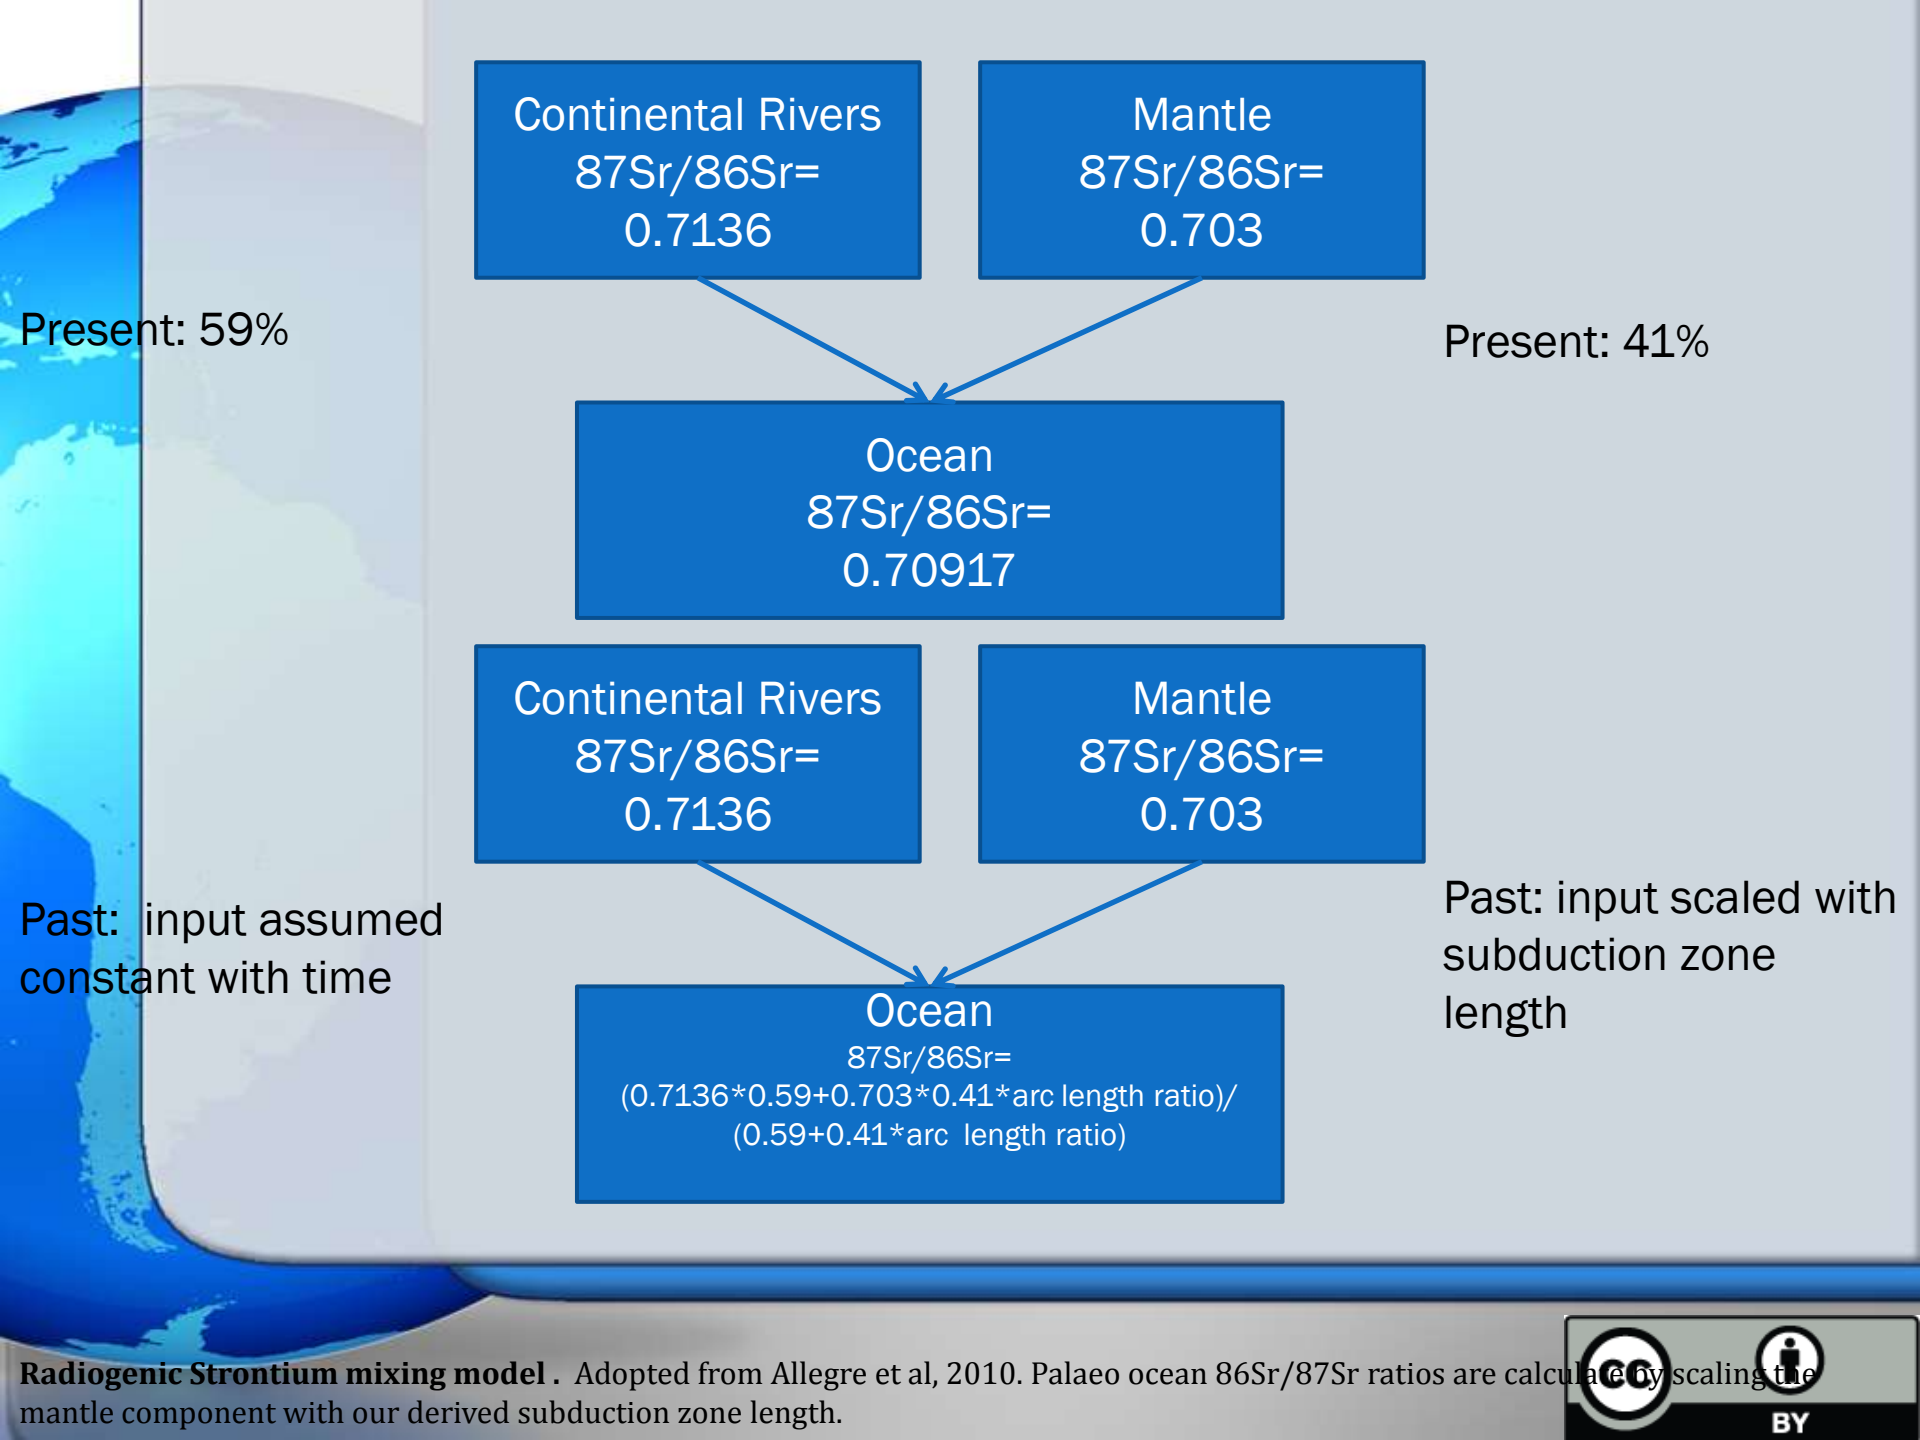 Continental Rivers
87Sr/86Sr=
0.7136
Mantle
87Sr/86Sr=
0.703
Present: 59%
Present: 41%
Ocean
87Sr/86Sr=
0.70917
Continental Rivers
87Sr/86Sr=
0.7136
Mantle
87Sr/86Sr=
0.703
Past: input assumed
constant with time
Past: input scaled with
subduction zone
length
Ocean
87Sr/86Sr=
(0.7136*0.59+0.703*0.41*arc length ratio)/
(0.59+0.41*arc length ratio)
Radiogenic Strontium mixing model . Adopted from Allegre et al, 2010. Palaeo ocean 86Sr/87Sr ratios are calculate by scaling the
mantle component with our derived subduction zone length.
cc
BY